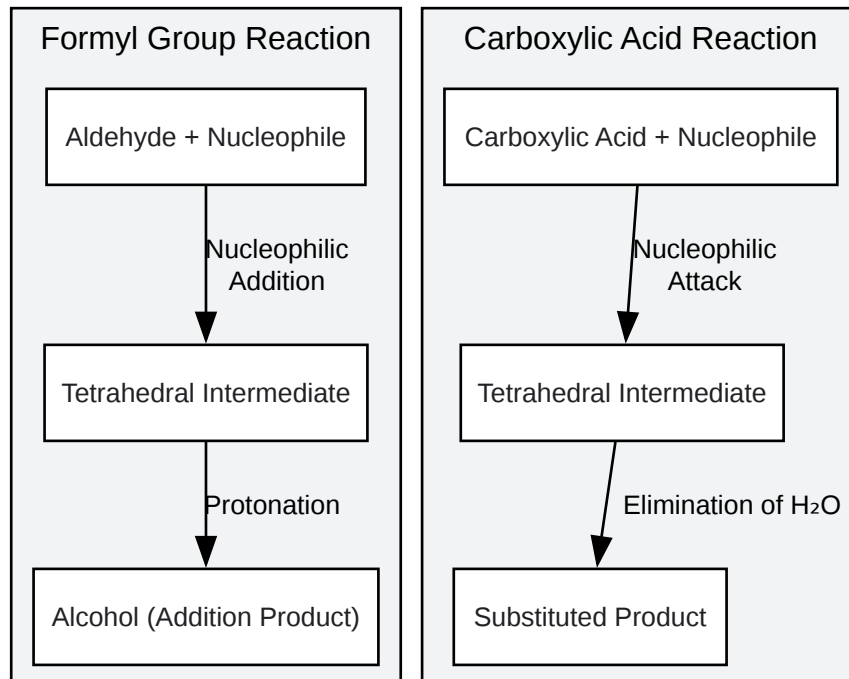 Formyl Group Reaction
Aldehyde + Nucleophile
Nucleophilic
Addition
Tetrahedral Intermediate
Protonation
Alcohol (Addition Product)
Carboxylic Acid Reaction
Carboxylic Acid + Nucleophile
Nucleophilic
Attack
Tetrahedral Intermediate
Elimination of H₂O
Substituted Product